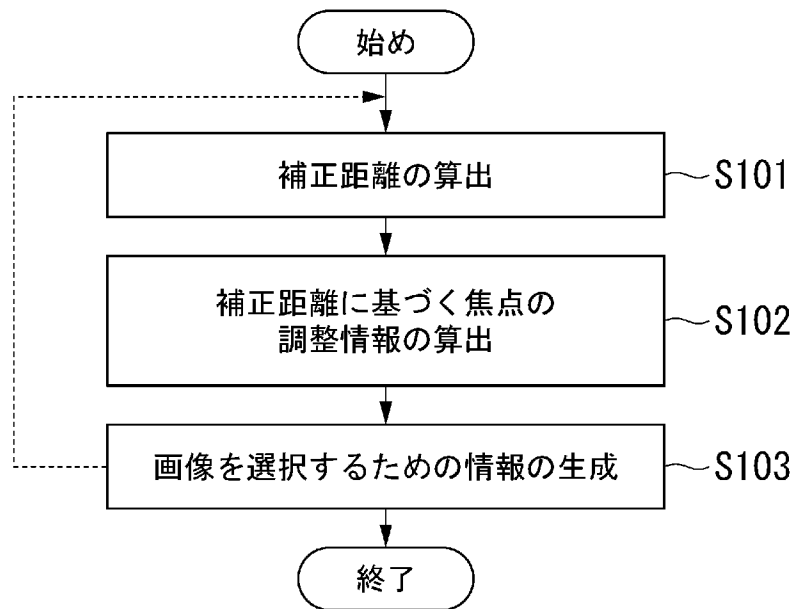 始め
補正距離の算出
S101
補正距離に基づく焦点の
調整情報の算出
S102
画像を選択するための情報の生成
S103
終了